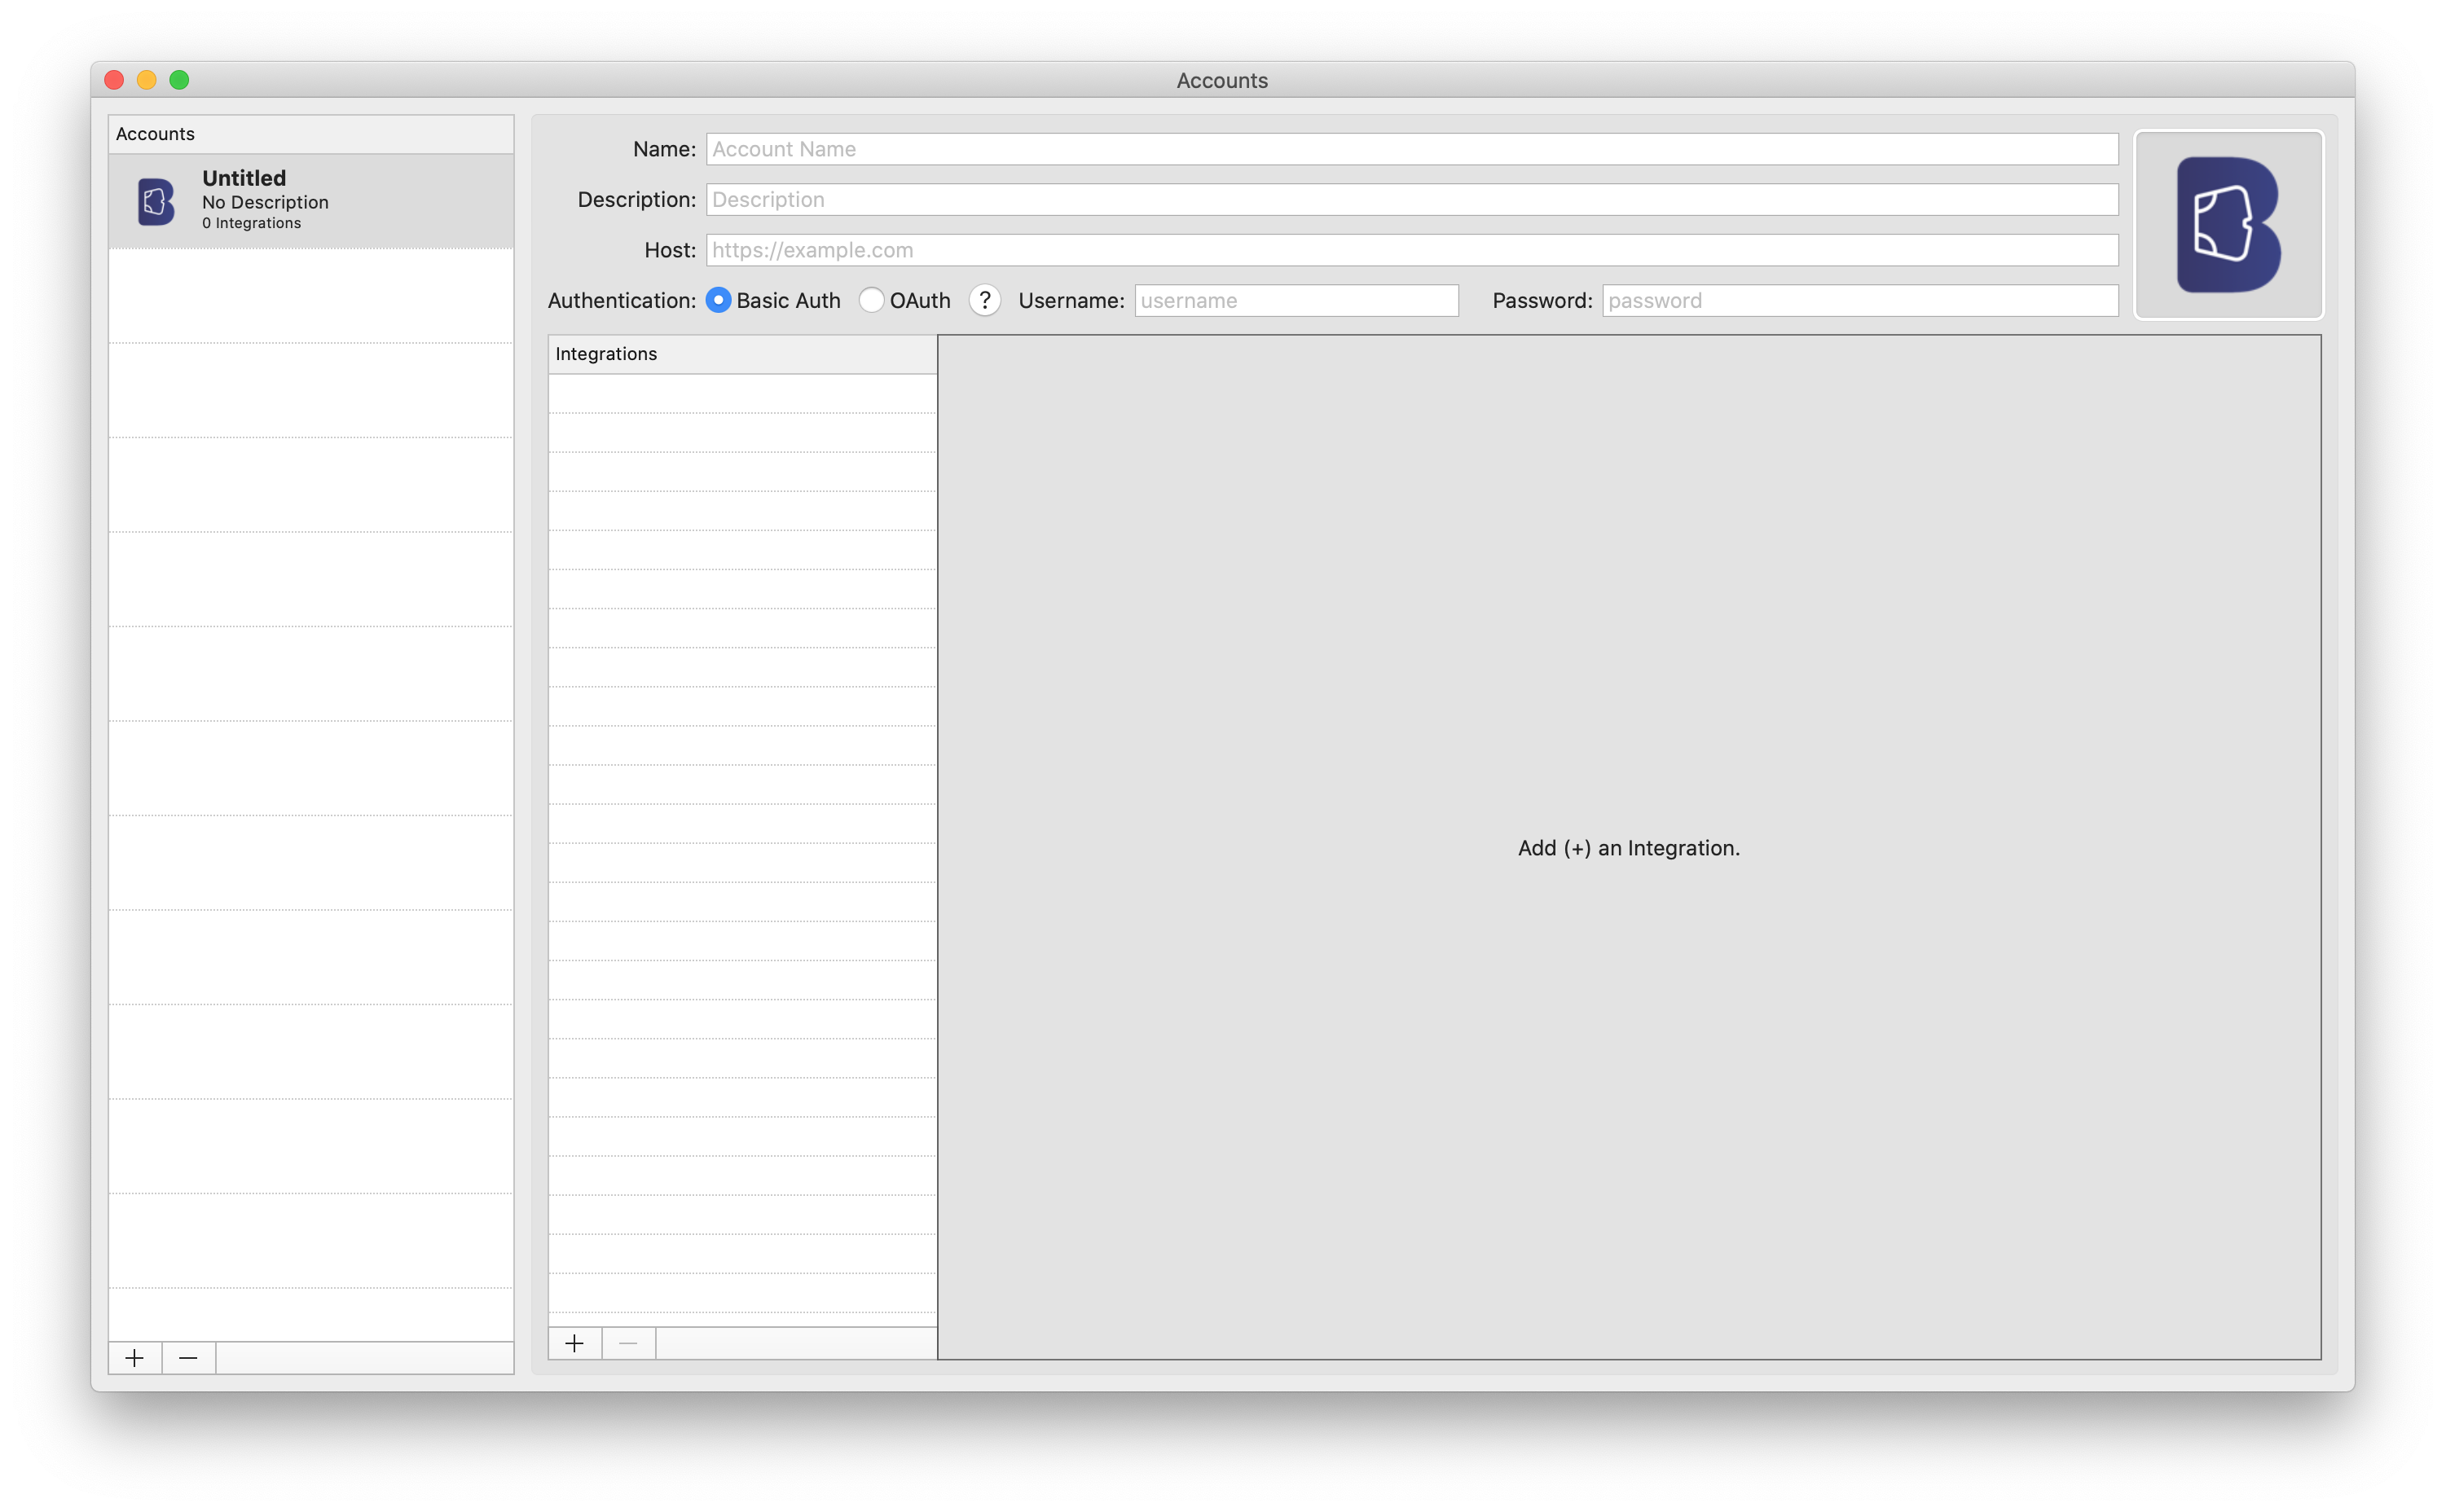 Accounts
Accounts
Untitled
No Description
0 Integrations
Name: Account Name
Description: Description
Host: https://example.com
Authentication: Basic Auth OAuth ? Username: username Password: password
Integrations
Add (+) an Integration.